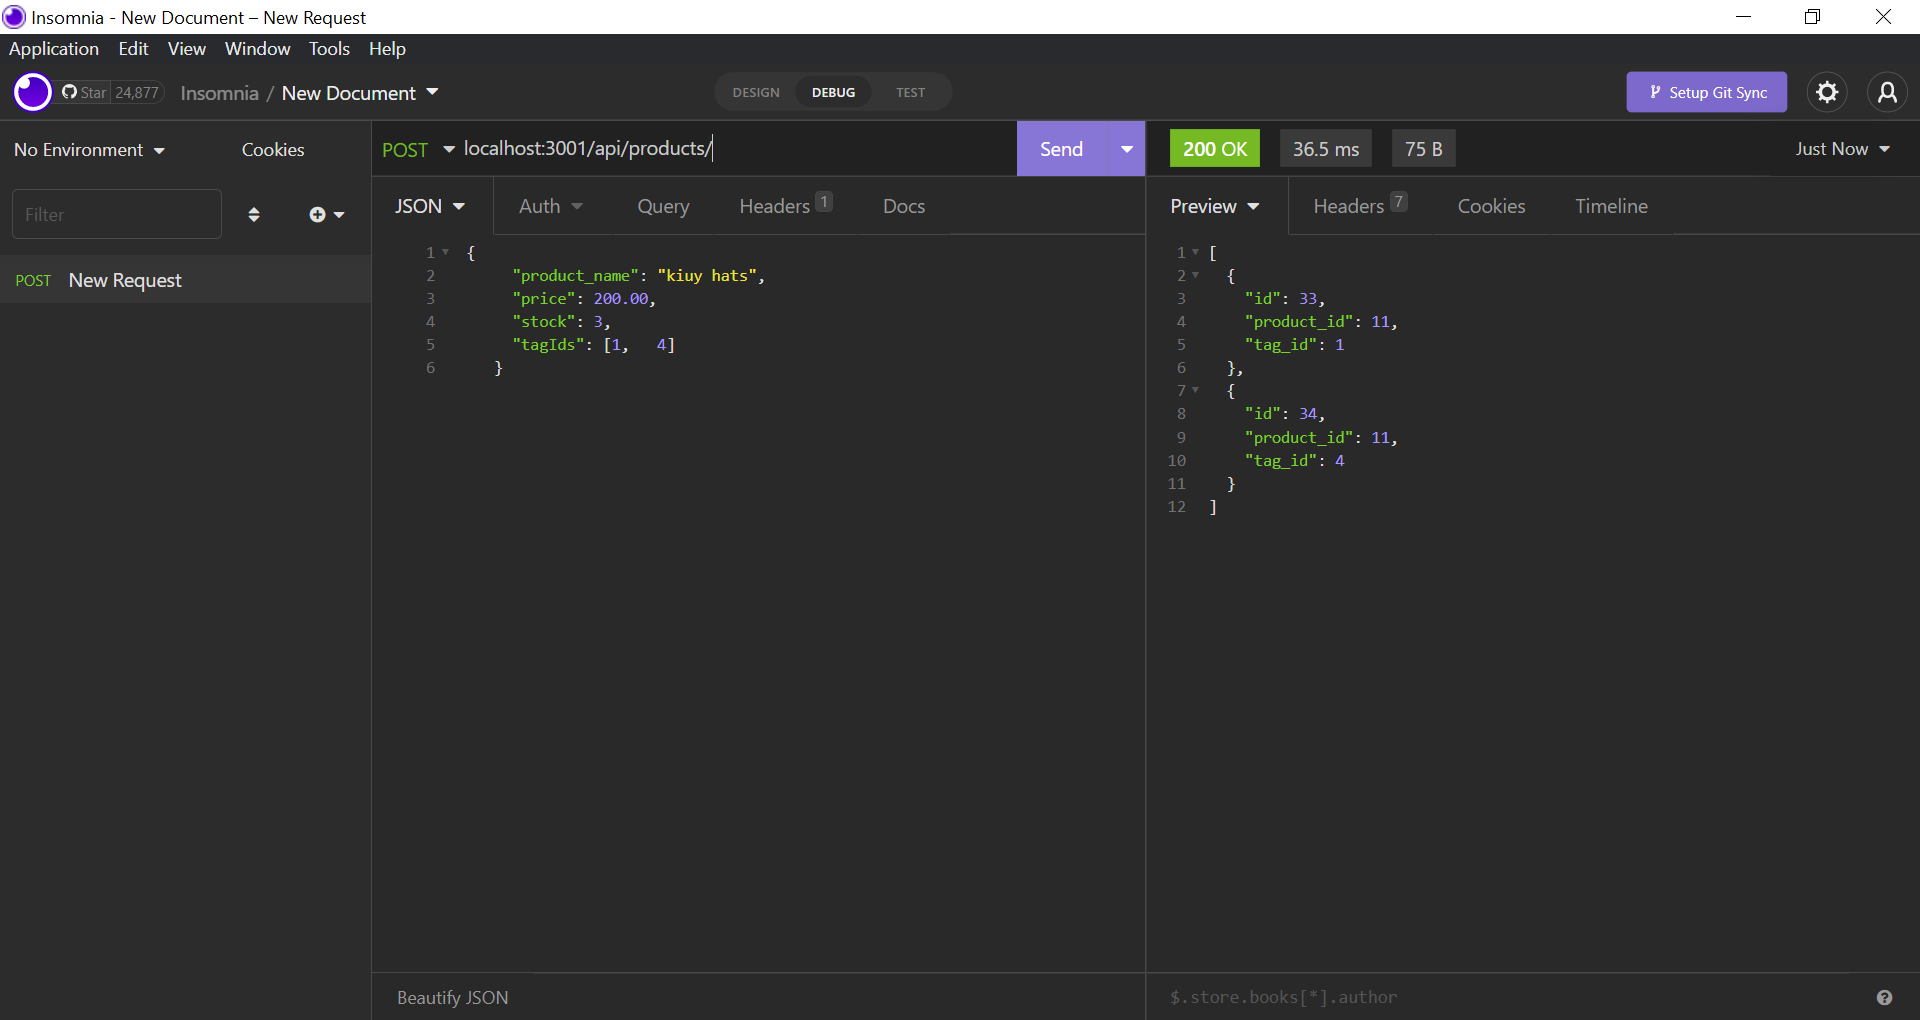 Insomnia - New Document – New Request
Application Edit View Window Tools Help
Star 24,877 Insomnia / New Document DESIGN DEBUG TEST Setup Git Sync
No Environment Cookies
Filter
POST New Request
POST localhost:3001/api/products/ Send
JSON Auth Query Headers 1 Docs
1 {
2 "product_name": "kiuy hats",
3 "price": 200.00,
4 "stock": 3,
5 "tagIds": [1, 4]
6 }
Beautify JSON
200 OK 36.5 ms 75 B Just Now
Preview Headers 7 Cookies Timeline
1 [
2 {
3 "id": 33,
4 "product_id": 11,
5 "tag_id": 1
6 },
7 {
8 "id": 34,
9 "product_id": 11,
10 "tag_id": 4
11 }
12 ]
$.store.books[*].author